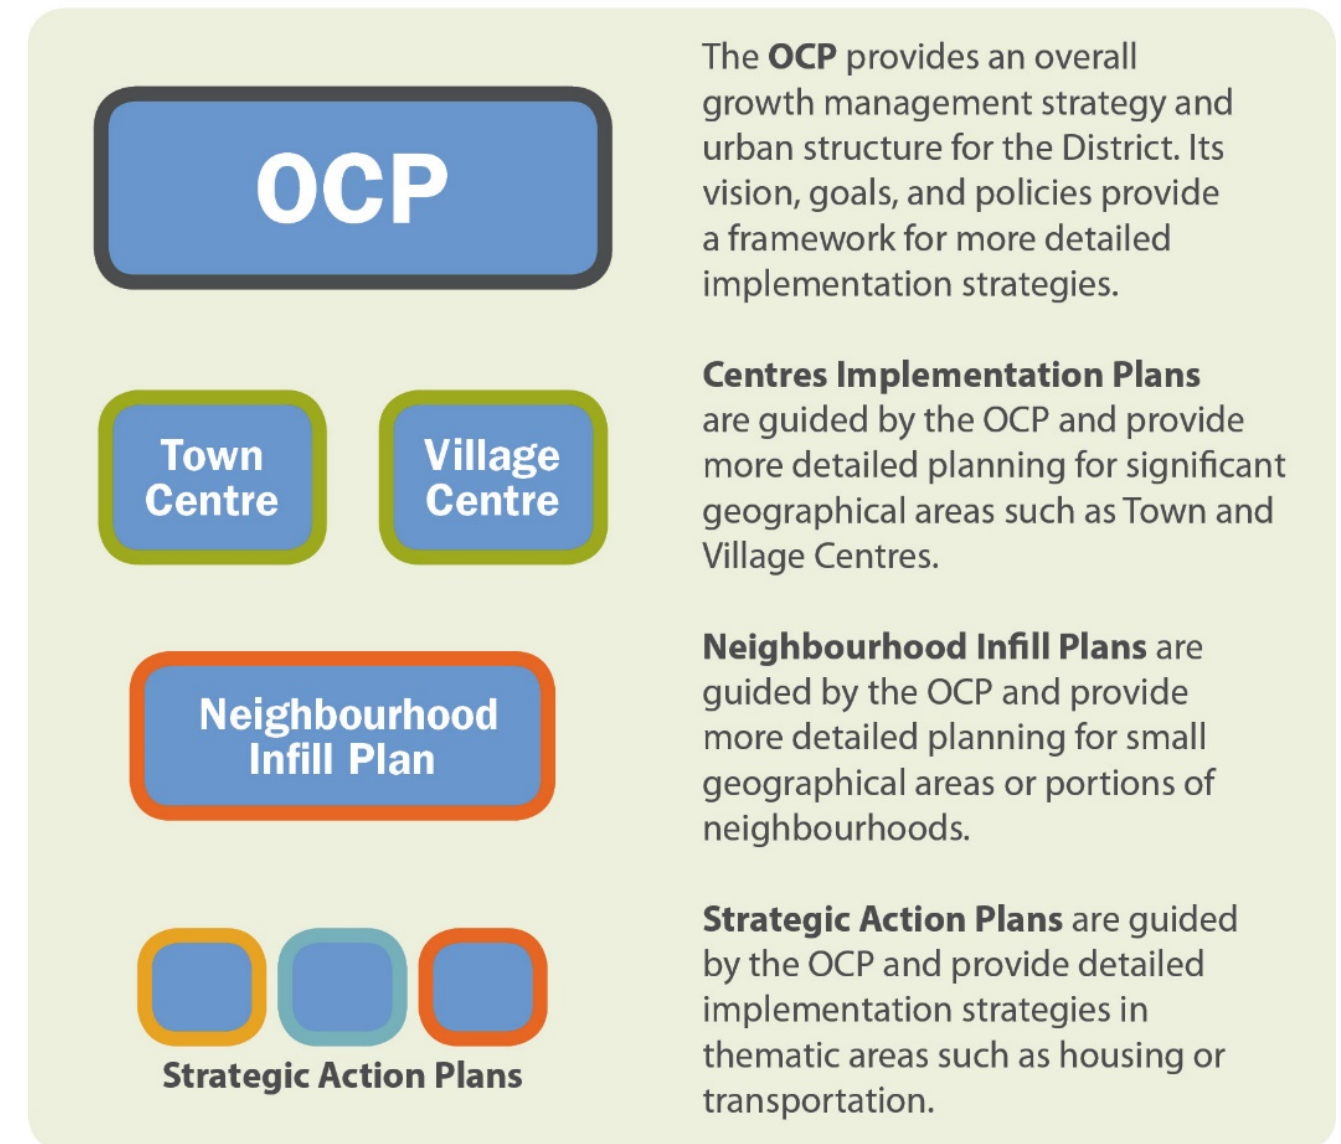 OCP
The OCP provides an overall
growth management strategy and
urban structure for the District. Its
vision, goals, and policies provide
a framework for more detailed
implementation strategies.
Town
Centre
Village
Centre
Centres Implementation Plans
are guided by the OCP and provide
more detailed planning for significant
geographical areas such as Town and
Village Centres.
Neighbourhood
Infill Plan
Neighbourhood Infill Plans are
guided by the OCP and provide
more detailed planning for small
geographical areas or portions of
neighbourhoods.
Strategic Action Plans
Strategic Action Plans are guided
by the OCP and provide detailed
implementation strategies in
thematic areas such as housing or
transportation.